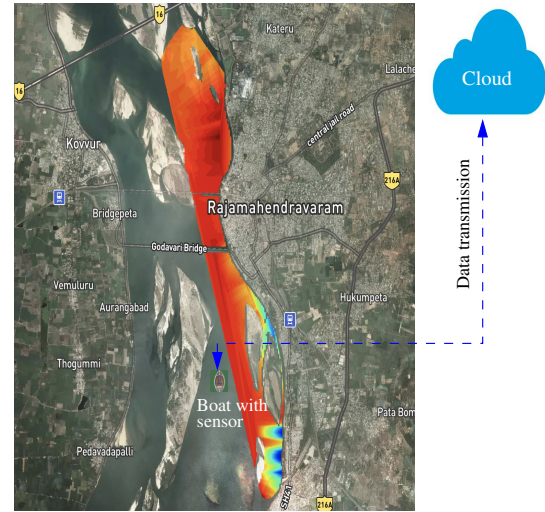 16
Kateru
Lalache
Cloud
16
central jail road
Kovvur
216A
Rajamahendravaram
Bridgepeta
Godavari Bridge
Data transmission
Vemuluru
Hukumpeta
Aurangabad
Thogummi
Boat with
sensor
Pata Bom
Pedavadapalli
SH41
216A